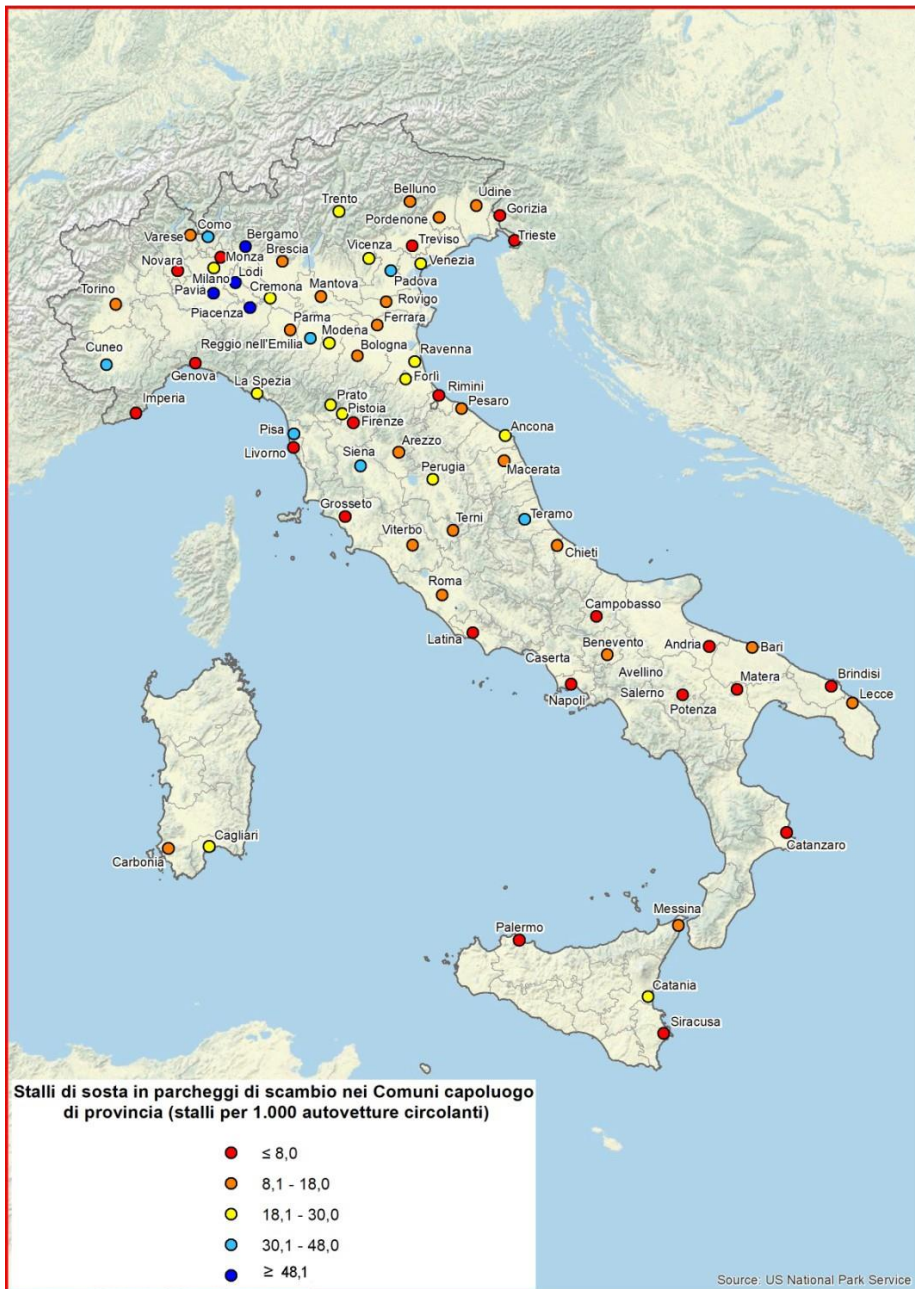 Belluno
Udine
Trento
Gorizia
Pordenone
Como
Bergamo
Varese
Treviso
Trieste
Vicenza
Brescia
Novara
Monza
Venezia
Milano
Lodi
Padova
Pavia
Cremona
Mantova
Torino
Rovigo
Piacenza
Parma
Ferrara
Reggio nell'Emilia
Modena
Cuneo
Bologna
Ravenna
Genova
Forlì
La Spezia
Rimini
Prato
Pesaro
Imperia
Pistoia
Firenze
Pisa
Ancona
Arezzo
Livorno
Siena
Macerata
Perugia
Grosseto
Teramo
Viterbo
Terni
Chieti
Roma
Campobasso
Latina
Benevento
Andria
Bari
Caserta
Avellino
Brindisi
Matera
Salerno
Napoli
Lecce
Potenza
Cagliari
Catanzaro
Carbonia
Messina
Palermo
Catania
Siracusa
Stalli di sosta in parcheggi di scambio nei Comuni capoluogo
di provincia (stalli per 1.000 autovetture circolanti)
≤ 8,0
8,1 - 18,0
18,1 - 30,0
30,1 - 48,0
≥ 48,1
Source: US National Park Service